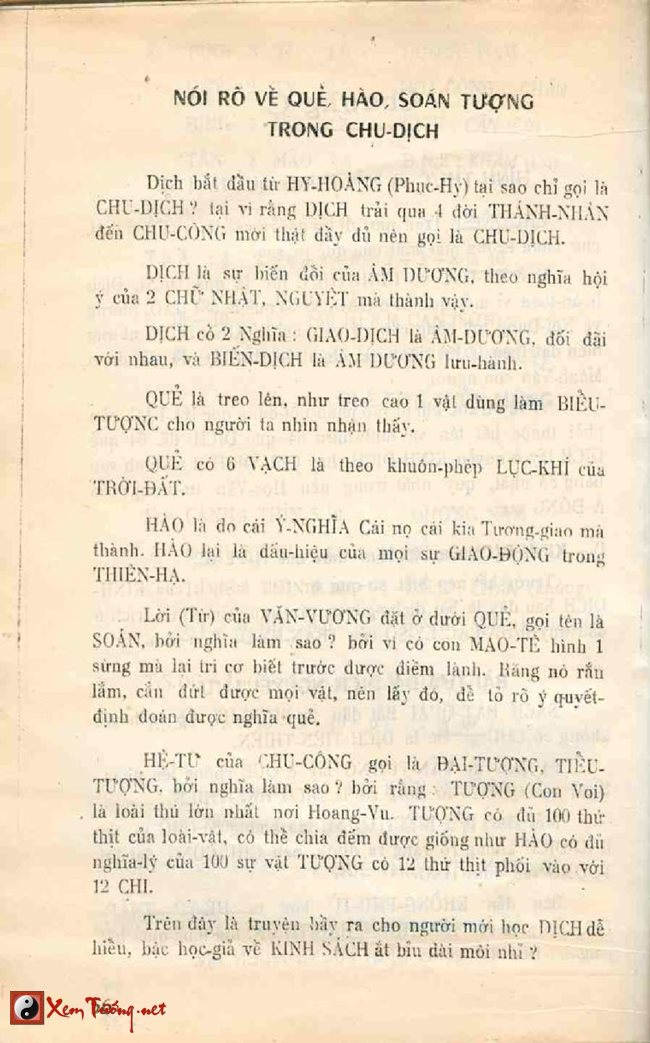 NÓI RÕ VỀ QUẺ, HÀO, SOÁN TƯỢNG
TRONG CHU-DỊCH
Dịch bắt đầu từ HY-HOÀNG (Phục-Hy) tại sao chỉ gọi là
CHU-DỊCH ? tại vì rằng DỊCH trải qua 4 đời THÁNH-NHÂN
đến CHU-CÔNG mới thật đầy đủ nên gọi là CHU-DỊCH.
DỊCH là sự biến đổi của ÂM DƯƠNG, theo nghĩa hội
ý của 2 CHỮ NHẬT, NGUYỆT mà thành vậy.
DỊCH có 2 Nghĩa : GIAO-DỊCH là ÂM-DƯƠNG, đối đãi
với nhau, và BIẾN-DỊCH là ÂM DƯƠNG lưu-hành.
QUẺ là treo lên, như treo cao 1 vật dùng làm BIỂU-
TƯỢNG cho người ta nhìn nhận thấy.
QUẺ có 6 VẠCH là theo khuôn-phép LỤC-KHÍ của
TRỜI-ĐẤT.
HÀO là do cái Ý-NGHĨA Cái nọ cái kia Tương-giao mà
thành. HÀO lại là dấu-hiệu của mọi sự GIAO-ĐỘNG trong
THIÊN-HẠ.
Lời (Từ) của VĂN-VƯƠNG đặt ở dưới QUẺ, gọi tên là
SOÁN, bởi nghĩa làm sao ? bởi vì có con MAO-TÊ hình 1
sừng mà lại tri cơ biết trước được điềm lành. Răng nó rắn
lắm, cắn đứt được mọi vật, nên lấy đó, để tỏ rõ ý quyết-
định đoán được nghĩa quẻ.
HỆ-TỪ của CHU-CÔNG gọi là ĐẠI-TƯỢNG, TIỂU-
TƯỢNG, bởi nghĩa làm sao ? bởi rằng : TƯỢNG (Con Voi)
là loài thú lớn nhất nơi Hoang-Vu. TƯỢNG có đủ 100 thứ
thịt của loài-vật, có thể chia đếm được giống như HÀO có đủ
nghĩa-lý của 100 sự vật TƯỢNG có 12 thứ thịt phối vào với
12 CHI.
Trên đây là truyện bầy ra cho người mới học DỊCH dễ
hiểu, bậc học-giả về KINH SÁCH ắt bĩu dài môi nhỉ ?
XemTướng.net